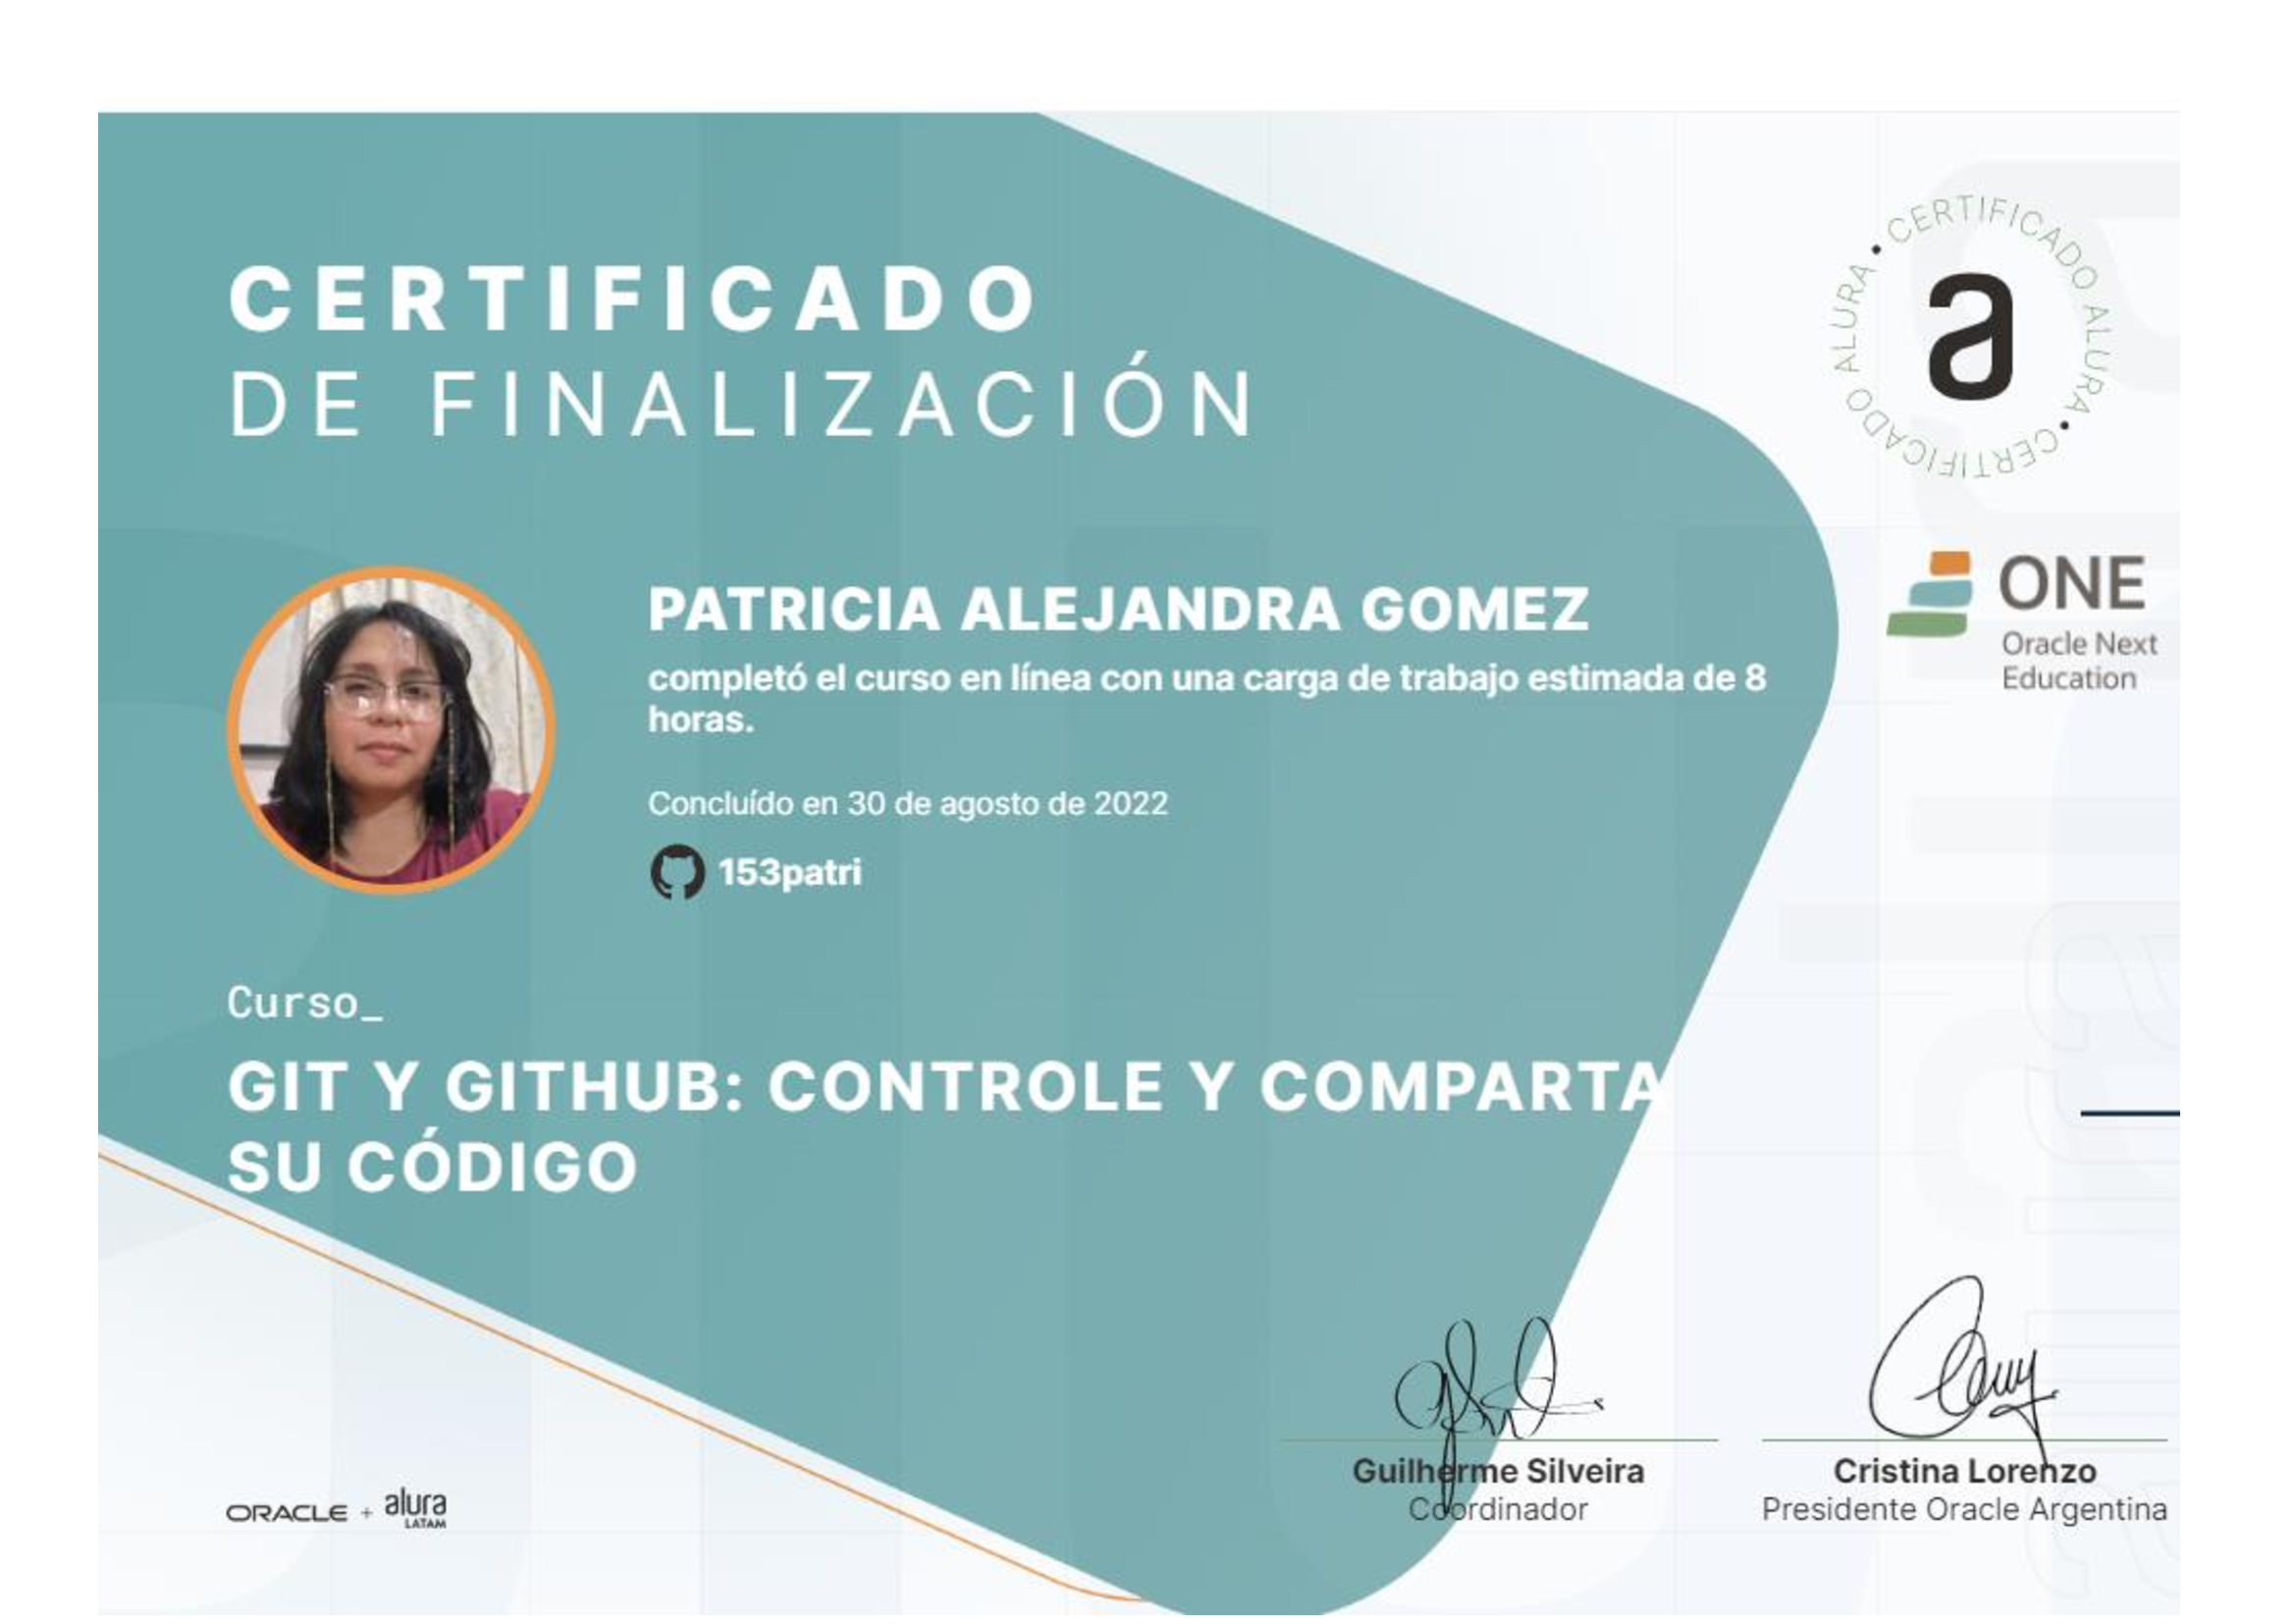 CERTIFICADO
DE FINALIZACIÓN
• CERTIFICADO ALURA • CERTIFICADO ALURA
a
ONE
Oracle Next
Education
PATRICIA ALEJANDRA GOMEZ
completó el curso en línea con una carga de trabajo estimada de 8
horas.
Concluído en 30 de agosto de 2022
153patri
Curso_
GIT Y GITHUB: CONTROLE Y COMPARTA
SU CÓDIGO
Guilherme Silveira
Coordinador
Cristina Lorenzo
Presidente Oracle Argentina
ORACLE + alura
LATAM